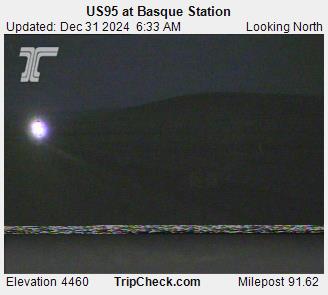 US95 at Basque Station
Updated: Dec 31 2024 6:33 AM Looking North
Elevation 4460 TripCheck.com Milepost 91.62